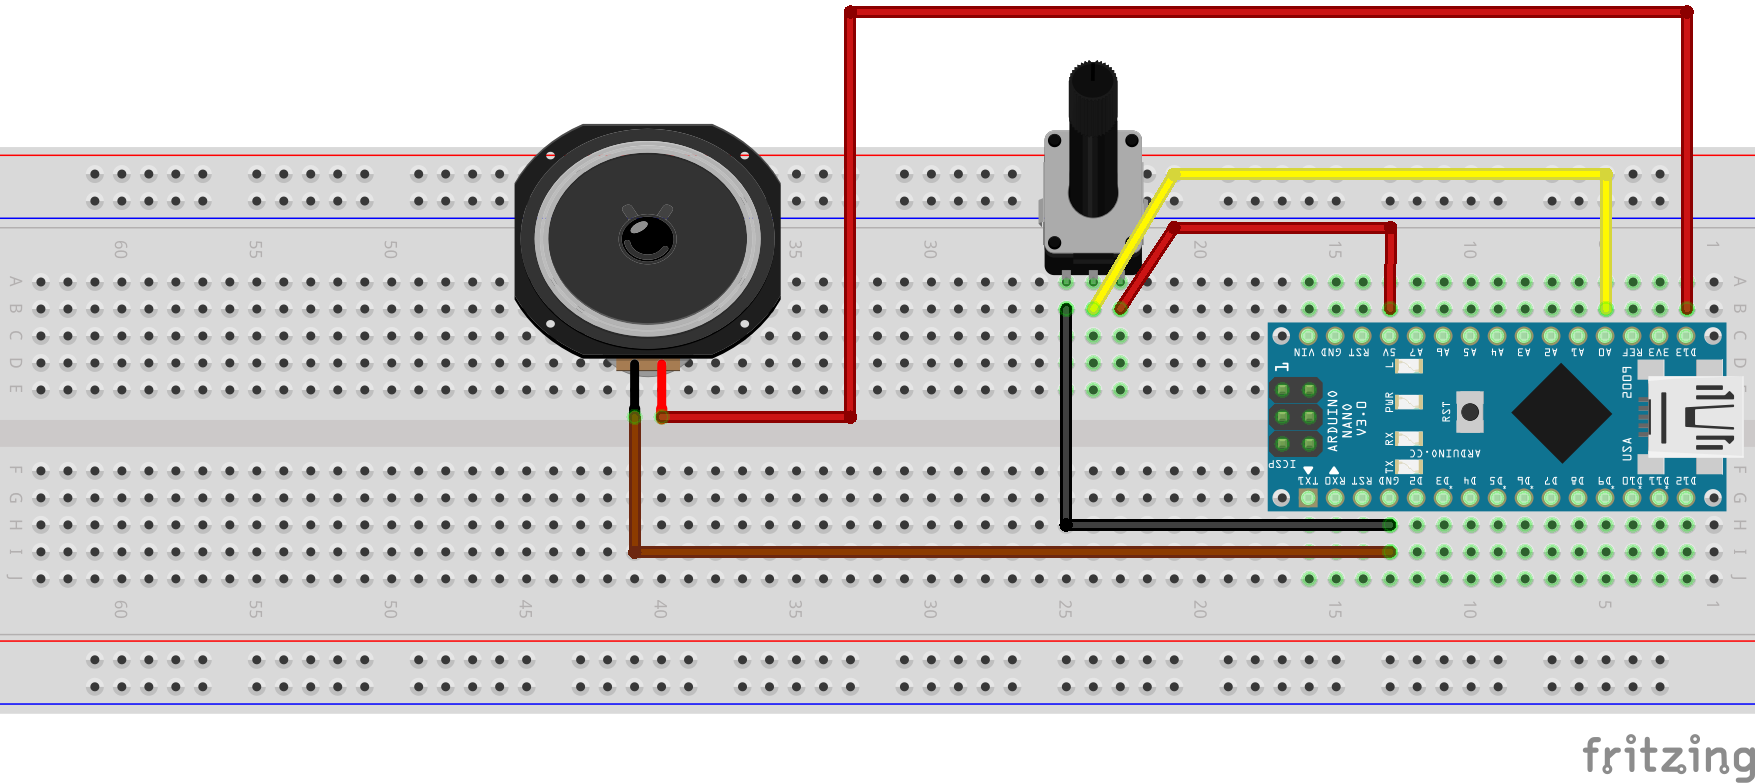 60 55 50 35 30 20 15 10 1
A A
B B
C C
D D
E
VIN GND RST 5V A7 A6 A5 A4 A3 A2 A1 A0 REF 3V3 D13
L
PWR
RX
TX
RST
ARDUINO
NANO
V3.0
ARDUINO.CC
2009
USA
ICSP
1
TX1 RX0 RST GND D2 D3 D4 D5 D6 D7 D8 D9 D10 D11 D12
F F
G G
H H
I I
J J
60 55 50 45 40 35 30 25 20 15 10 5 1
fritzing